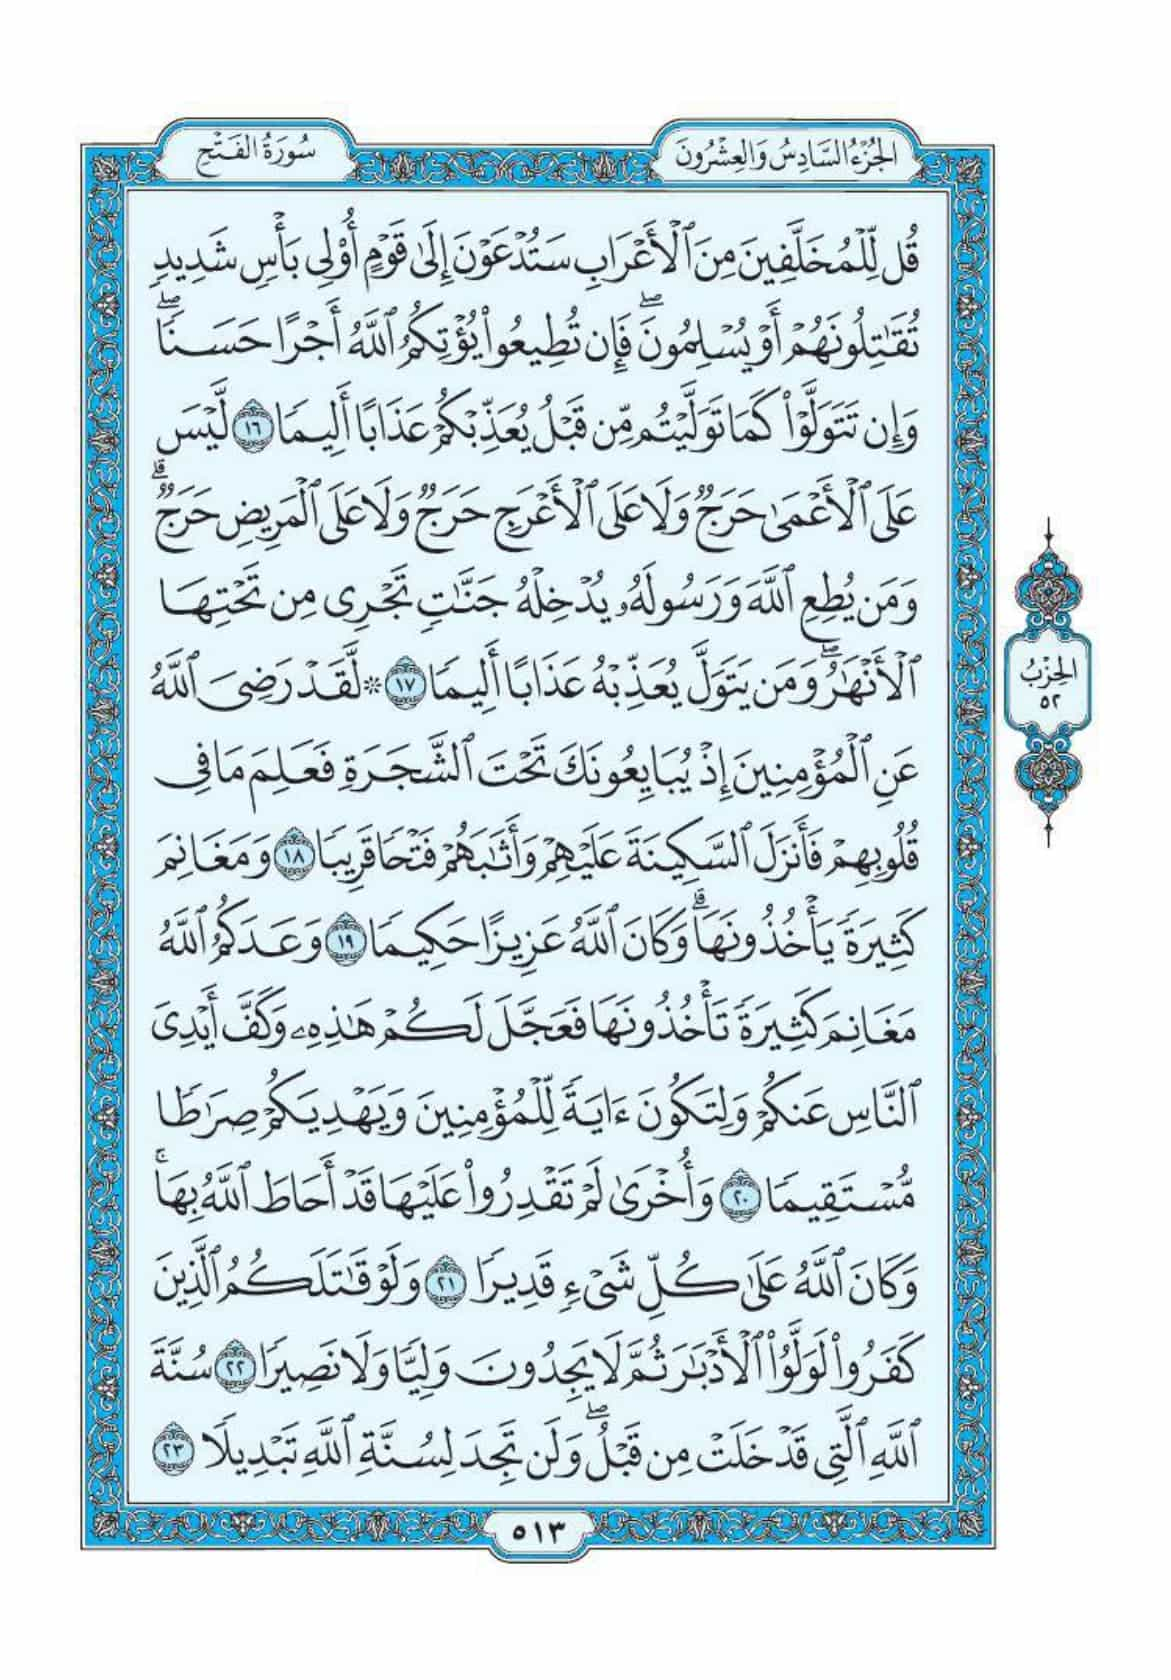 الجُزْءُ السَّادِسُ وَالعِشْرُونَ
سُورَةُ الفَتْحِ
قُل لِّلْمُخَلَّفِينَ مِنَ ٱلْأَعْرَابِ سَتُدْعَوْنَ إِلَىٰ قَوْمٍ أُو۟لِى بَأْسٍ شَدِيدٍ
تُقَـٰتِلُونَهُمْ أَوْ يُسْلِمُونَ ۖ فَإِن تُطِيعُوا۟ يُؤْتِكُمُ ٱللَّهُ أَجْرًا حَسَنًا ۖ
وَإِن تَتَوَلَّوْا۟ كَمَا تَوَلَّيْتُم مِّن قَبْلُ يُعَذِّبْكُمْ عَذَابًا أَلِيمًا ١٦ لَّيْسَ
عَلَى ٱلْأَعْمَىٰ حَرَجٌ وَلَا عَلَى ٱلْأَعْرَجِ حَرَجٌ وَلَا عَلَى ٱلْمَرِيضِ حَرَجٌ ۗ
وَمَن يُطِعِ ٱللَّهَ وَرَسُولَهُۥ يُدْخِلْهُ جَنَّـٰتٍ تَجْرِى مِن تَحْتِهَا
ٱلْأَنْهَـٰرُ ۖ وَمَن يَتَوَلَّ يُعَذِّبْهُ عَذَابًا أَلِيمًا ١٧ * لَّقَدْ رَضِىَ ٱللَّهُ
عَنِ ٱلْمُؤْمِنِينَ إِذْ يُبَايِعُونَكَ تَحْتَ ٱلشَّجَرَةِ فَعَلِمَ مَا فِى
قُلُوبِهِمْ فَأَنزَلَ ٱلسَّكِينَةَ عَلَيْهِمْ وَأَثَـٰبَهُمْ فَتْحًا قَرِيبًا ١٨ وَمَغَانِمَ
كَثِيرَةً يَأْخُذُونَهَا ۗ وَكَانَ ٱللَّهُ عَزِيزًا حَكِيمًا ١٩ وَعَدَكُمُ ٱللَّهُ
مَغَانِمَ كَثِيرَةً تَأْخُذُونَهَا فَعَجَّلَ لَكُمْ هَـٰذِهِۦ وَكَفَّ أَيْدِىَ
ٱلنَّاسِ عَنكُمْ وَلِتَكُونَ ءَايَةً لِّلْمُؤْمِنِينَ وَيَهْدِيَكُمْ صِرَٰطًا
مُّسْتَقِيمًا ٢٠ وَأُخْرَىٰ لَمْ تَقْدِرُوا۟ عَلَيْهَا قَدْ أَحَاطَ ٱللَّهُ بِهَا ۚ
وَكَانَ ٱللَّهُ عَلَىٰ كُلِّ شَىْءٍ قَدِيرًا ٢١ وَلَوْ قَـٰتَلَكُمُ ٱلَّذِينَ
كَفَرُوا۟ لَوَلَّوُا۟ ٱلْأَدْبَـٰرَ ثُمَّ لَا يَجِدُونَ وَلِيًّا وَلَا نَصِيرًا ٢٢ سُنَّةَ
ٱللَّهِ ٱلَّتِى قَدْ خَلَتْ مِن قَبْلُ ۖ وَلَن تَجِدَ لِسُنَّةِ ٱللَّهِ تَبْدِيلًا ٢٣
الحِزْبُ
٥٢
٥١٣